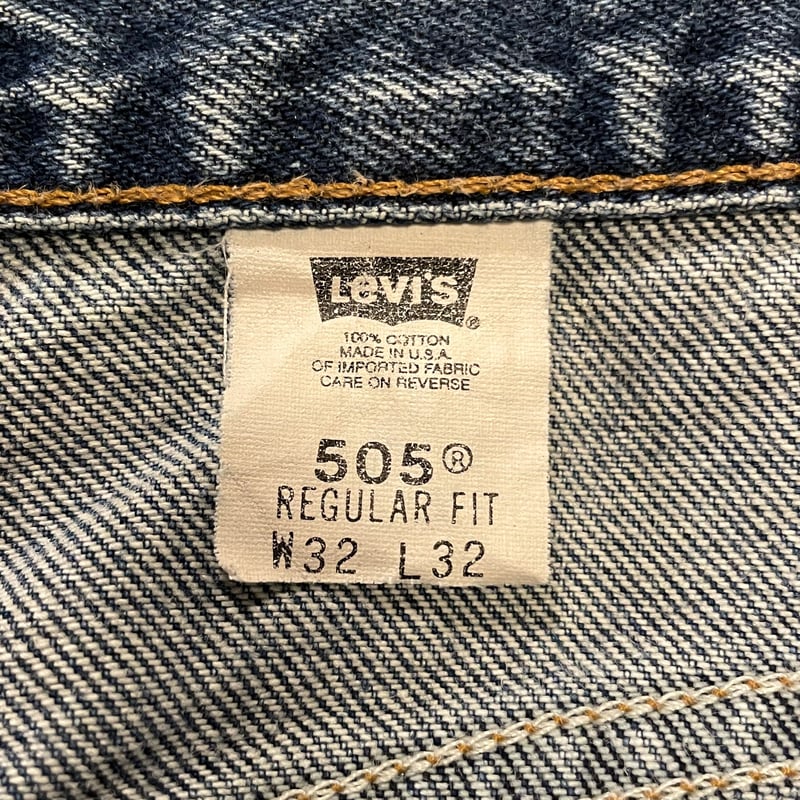 Levi's®
100% COTTON
MADE IN U.S.A.
OF IMPORTED FABRIC
CARE ON REVERSE
505®
REGULAR FIT
W32 L32